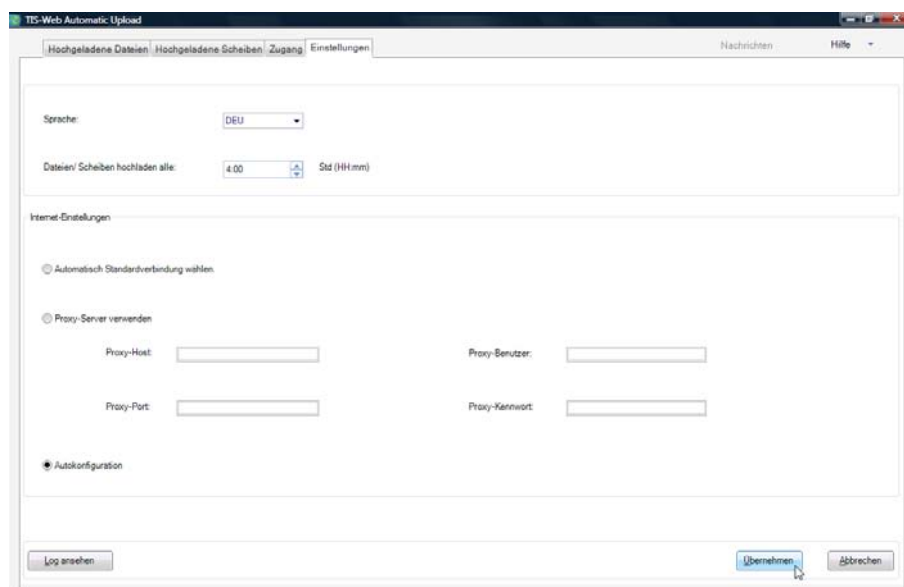 TIS-Web Automatic Upload
Hochgeladene Dateien Hochgeladene Scheiben Zugang Einstellungen Nachrichten Hilfe
Sprache: DEU
Dateien/ Scheiben hochladen alle: 4:00 Std (HH:mm)
Internet-Einstellungen
Automatisch Standardverbindung wählen
Proxy-Server verwenden
Proxy-Host: Proxy-Benutzer:
Proxy-Port: Proxy-Kennwort:
Autokonfiguration
Log ansehen Übernehmen Abbrechen